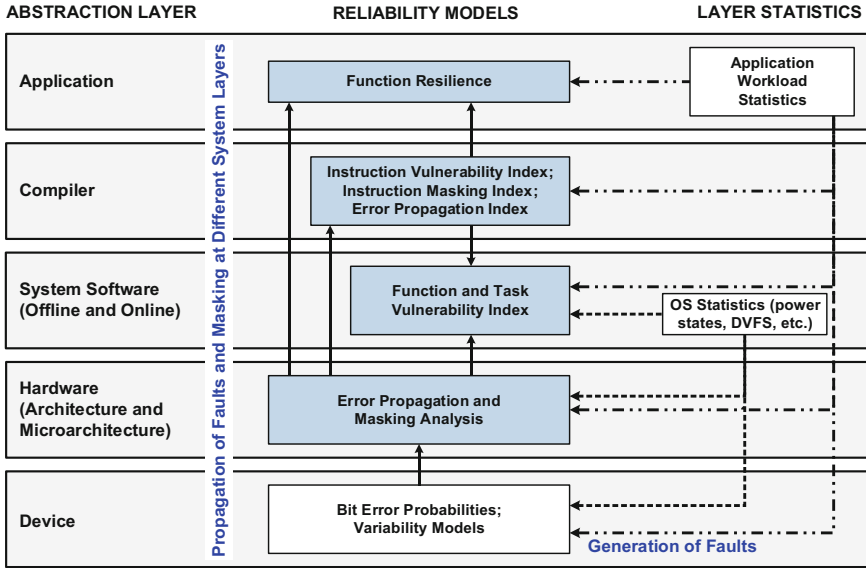 ABSTRACTION LAYER
RELIABILITY MODELS
LAYER STATISTICS
Propagation of Faults and Masking at Different System Layers
Application
Function Resilience
Application
Workload
Statistics
Compiler
Instruction Vulnerability Index;
Instruction Masking Index;
Error Propagation Index
System Software
(Offline and Online)
Function and Task
Vulnerability Index
OS Statistics (power
states, DVFS, etc.)
Hardware
(Architecture and
Microarchitecture)
Error Propagation and
Masking Analysis
Device
Bit Error Probabilities;
Variability Models
Generation of Faults